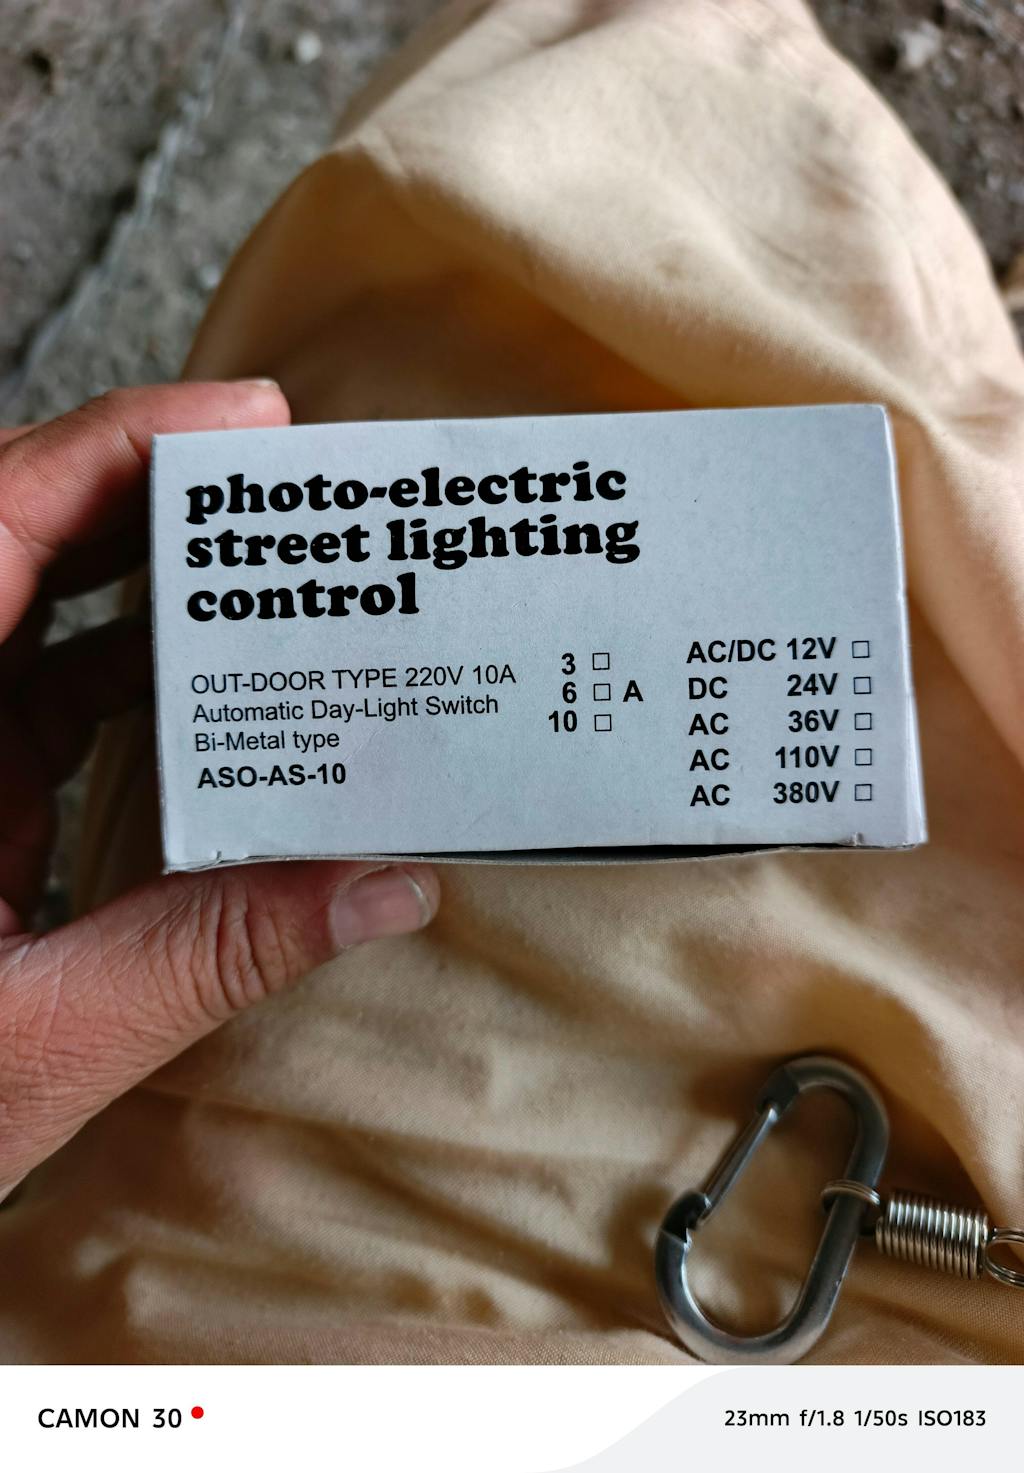 photo-electric
street lighting
control
OUT-DOOR TYPE 220V 10A
Automatic Day-Light Switch
Bi-Metal type
ASO-AS-10
3 □
6 □ A
10 □
AC/DC 12V □
DC 24V □
AC 36V □
AC 110V □
AC 380V □
CAMON 30
23mm f/1.8 1/50s ISO183